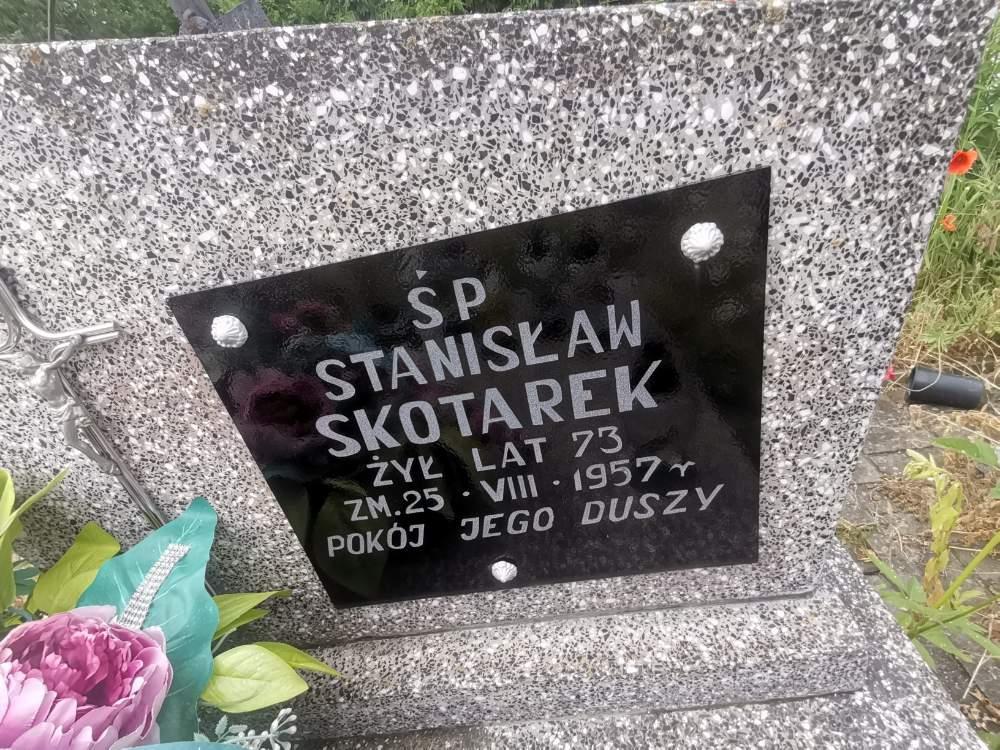 ŚP
STANISŁAW
SKOTAREK
ŻYŁ LAT 73
ZM. 25 · VIII · 1957 r
POKÓJ JEGO DUSZY